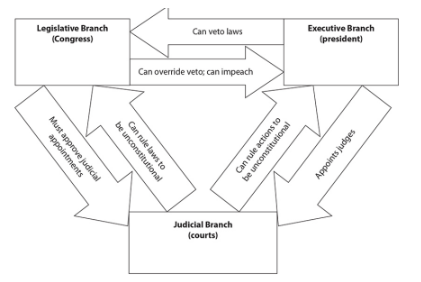 Legislative Branch
(Congress)
Can veto laws
Executive Branch
(president)
Can override veto; can impeach
Must approve judicial
appointments
Can rule laws to
be unconstitutional
Can rule actions to
be unconstitutional
Appoints judges
Judicial Branch
(courts)